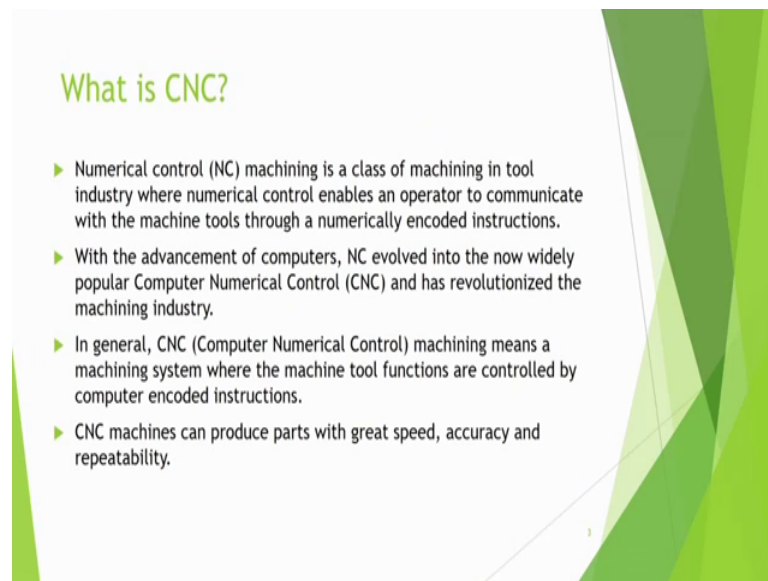 What is CNC?
Numerical control (NC) machining is a class of machining in tool
industry where numerical control enables an operator to communicate
with the machine tools through a numerically encoded instructions.
With the advancement of computers, NC evolved into the now widely
popular Computer Numerical Control (CNC) and has revolutionized the
machining industry.
In general, CNC (Computer Numerical Control) machining means a
machining system where the machine tool functions are controlled by
computer encoded instructions.
CNC machines can produce parts with great speed, accuracy and
repeatability.
3